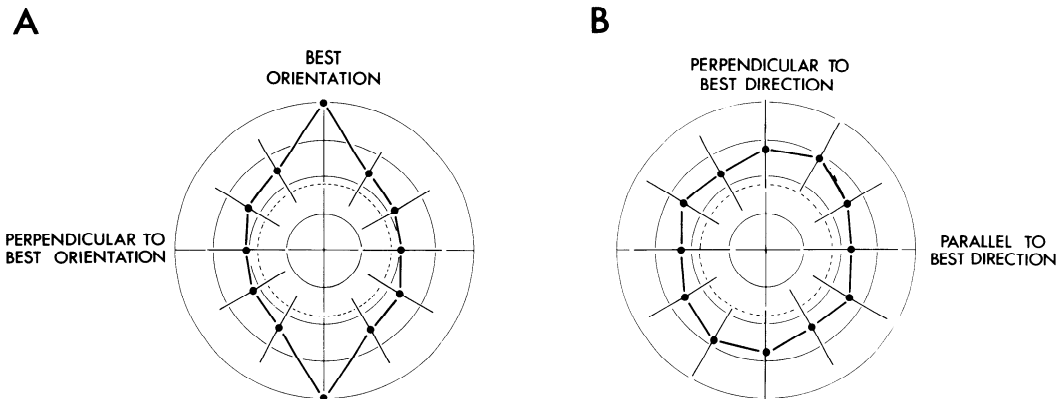 A
BEST
ORIENTATION
PERPENDICULAR TO
BEST ORIENTATION
B
PERPENDICULAR TO
BEST DIRECTION
PARALLEL TO
BEST DIRECTION